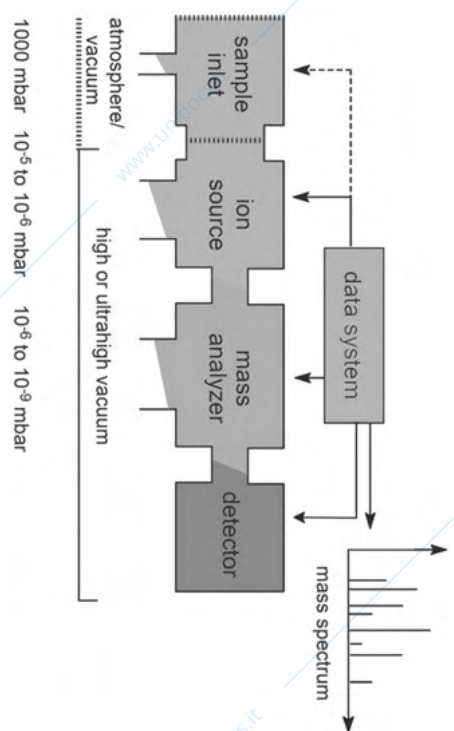 data system
mass spectrum
sample
inlet
ion
source
mass
analyzer
detector
atmosphere/
vacuum
high or ultrahigh vacuum
1000 mbar 10⁻⁵ to 10⁻⁶ mbar 10⁻⁶ to 10⁻⁹ mbar